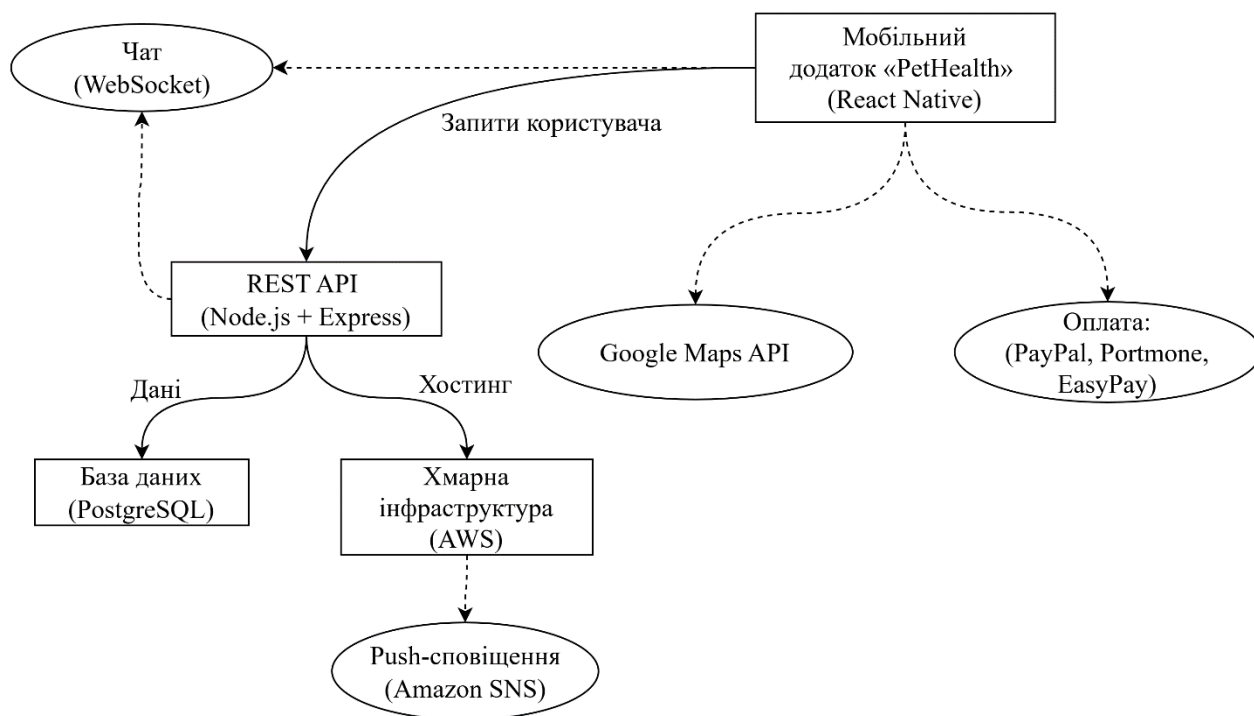 Чат
(WebSocket)
Мобільний
додаток «PetHealth»
(React Native)
Запити користувача
REST API
(Node.js + Express)
Google Maps API
Оплата:
(PayPal, Portmone,
EasyPay)
Дані
Хостинг
База даних
(PostgreSQL)
Хмарна
інфраструктура
(AWS)
Push-сповіщення
(Amazon SNS)